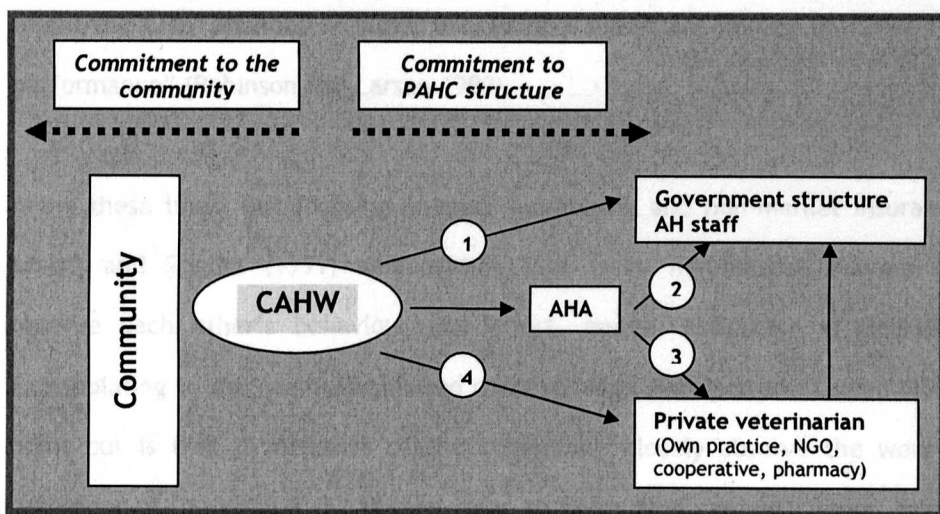 Commitment to the
community
Commitment to
PAHC structure
Community
CAHW
1
AHA
2
3
4
Government structure
AH staff
Private veterinarian
(Own practice, NGO,
cooperative, pharmacy)